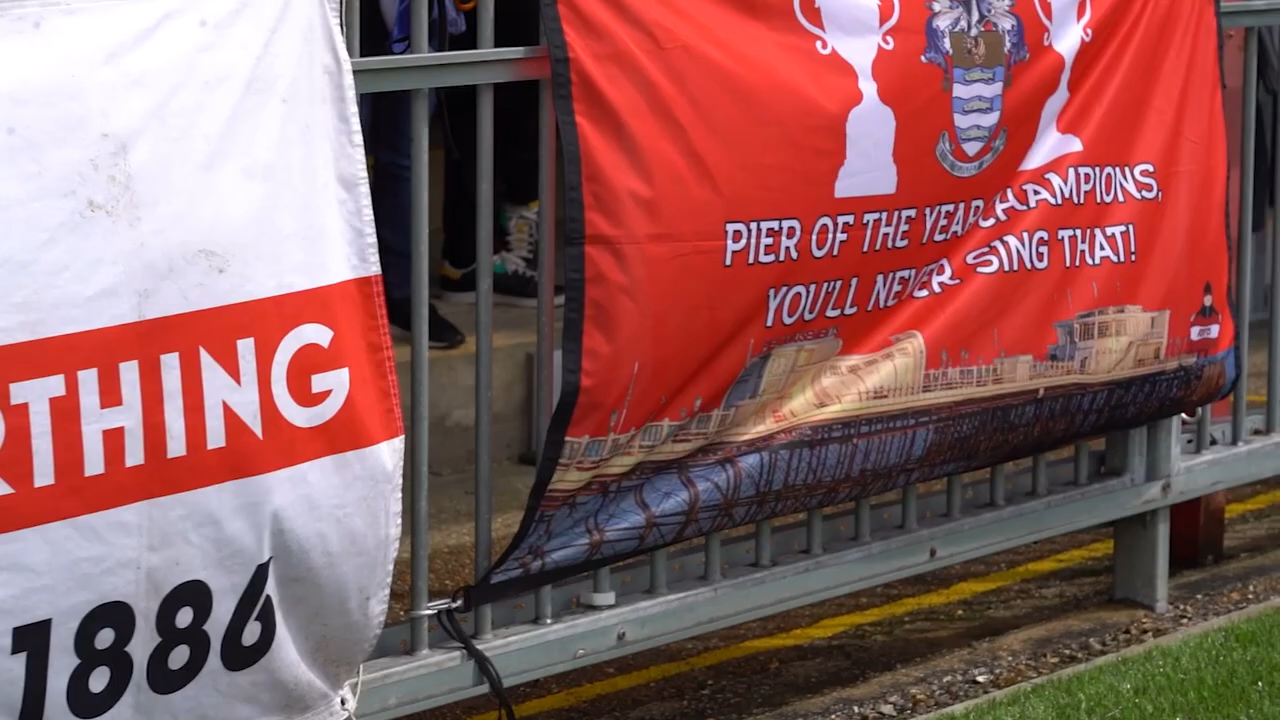 RTHING
1886
PIER OF THE YEAR CHAMPIONS,
YOU'LL NEVER SING THAT!